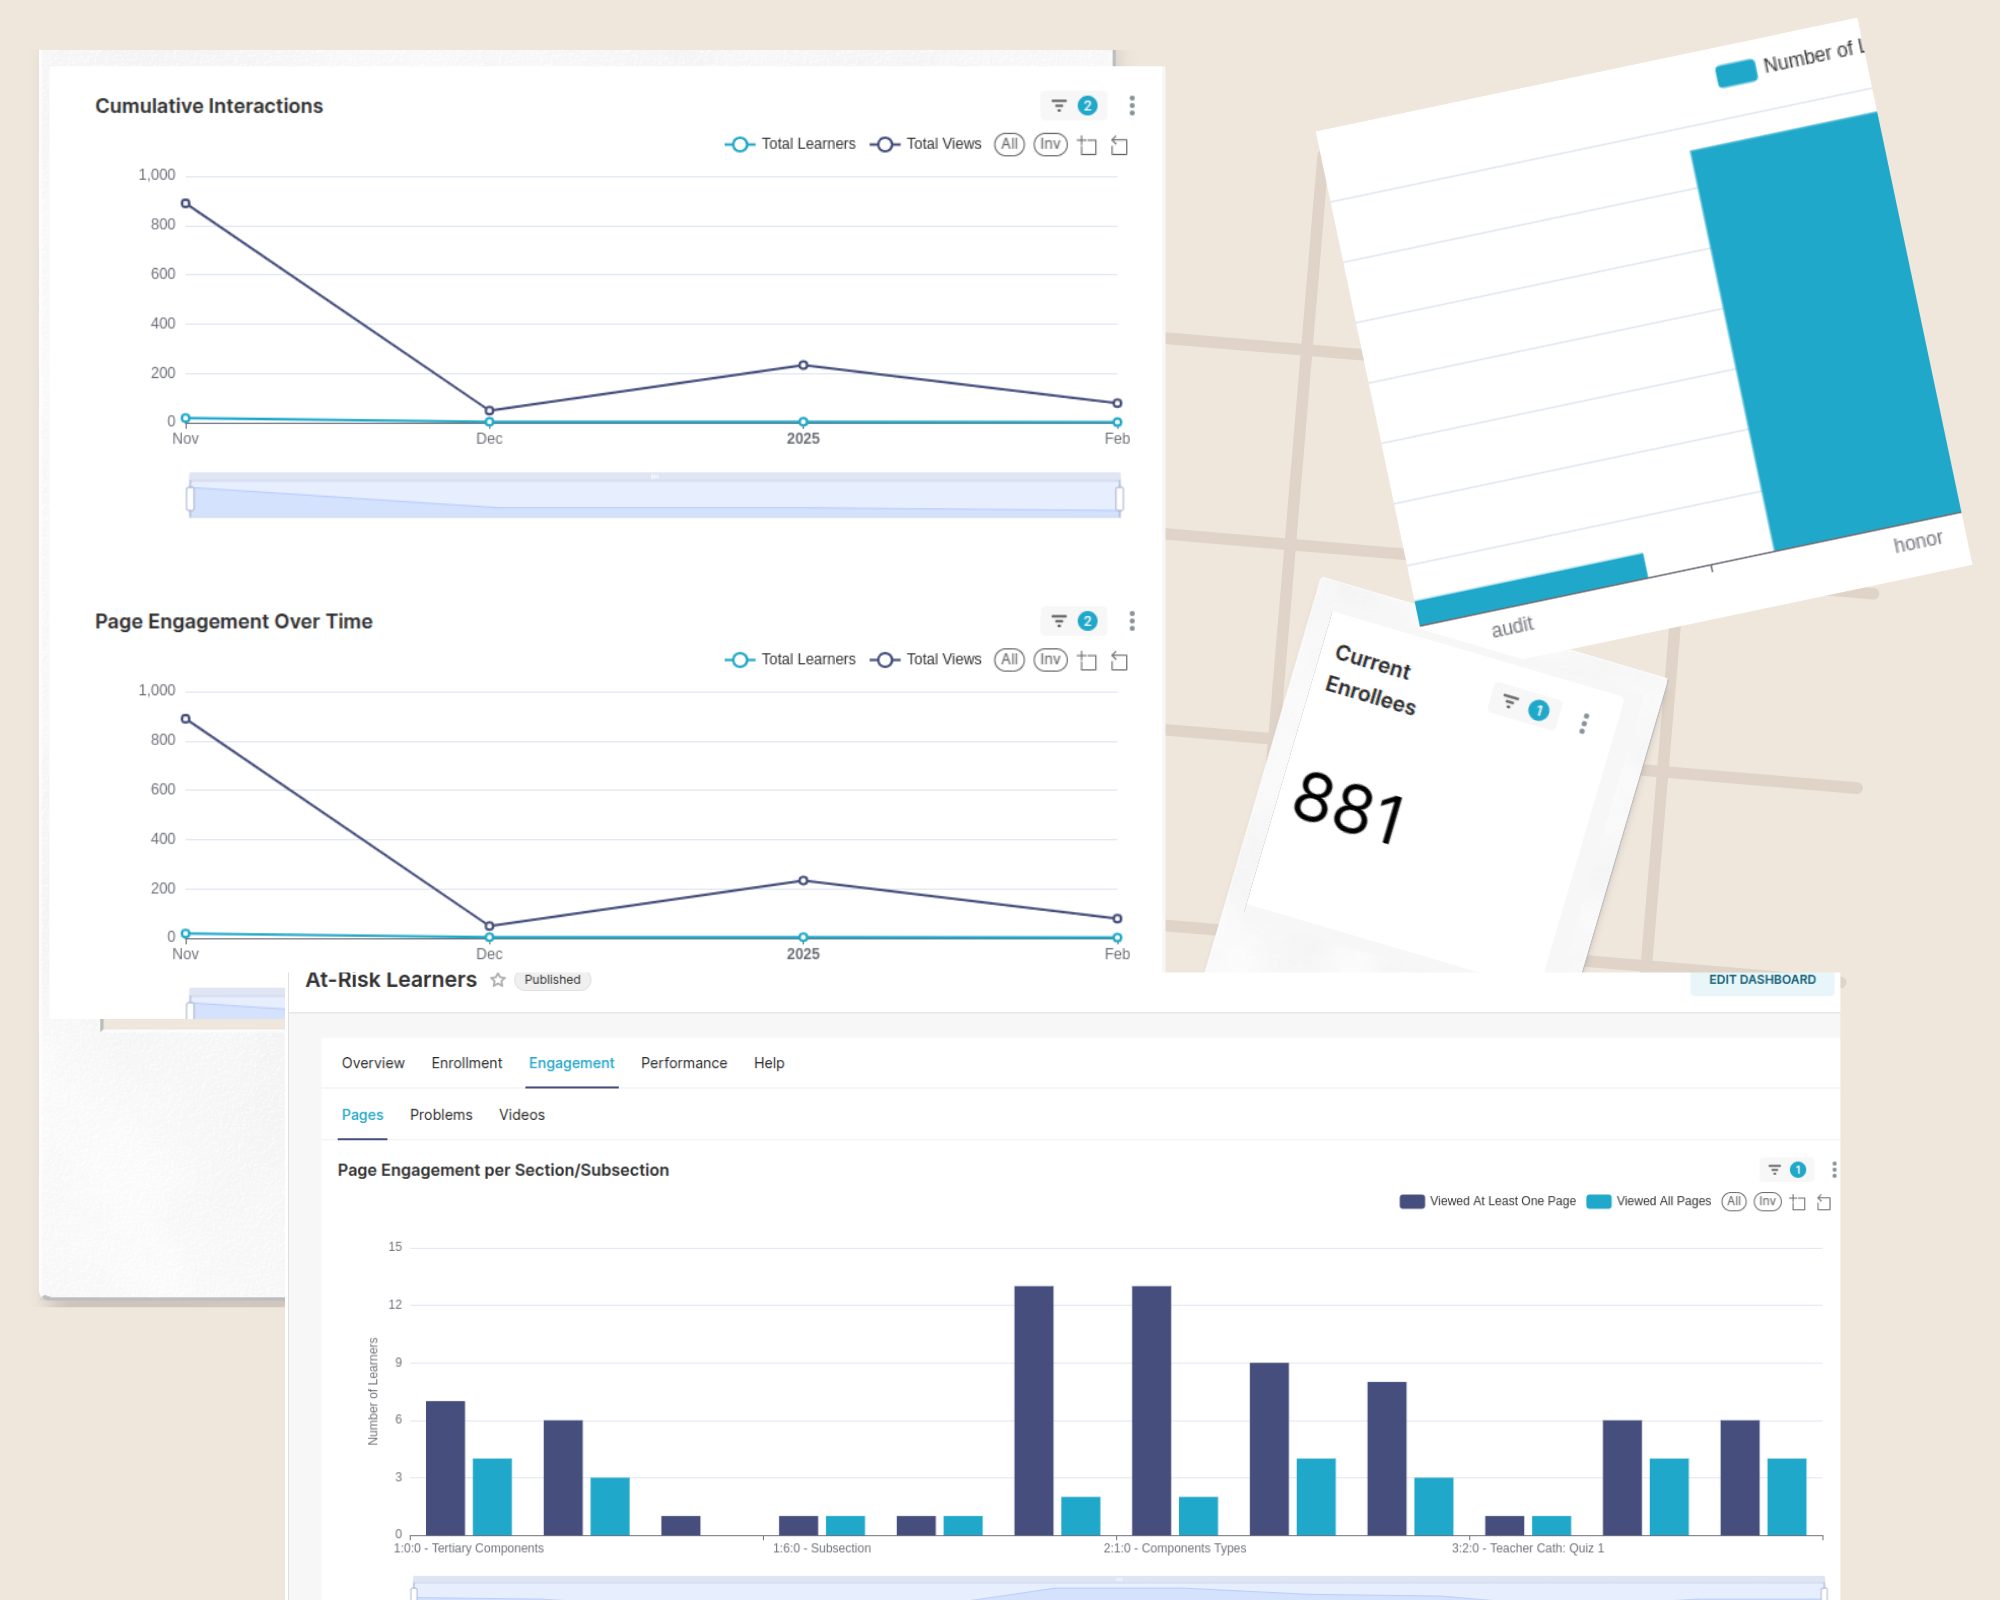 Cumulative Interactions
2
Total Learners
Total Views
All
Inv
1,000
800
600
400
200
0
Nov
Dec
2025
Feb
Page Engagement Over Time
2
Total Learners
Total Views
All
Inv
1,000
800
600
400
200
0
Nov
Dec
2025
Feb
Number of
audit
honor
Current
Enrollees
1
881
At-Risk Learners
Published
EDIT DASHBOARD
Overview
Enrollment
Engagement
Performance
Help
Pages
Problems
Videos
Page Engagement per Section/Subsection
1
Viewed At Least One Page
Viewed All Pages
All
Inv
Number of Learners
15
12
9
6
3
0
1:0:0 - Tertiary Components
1:6:0 - Subsection
2:1:0 - Components Types
3:2:0 - Teacher Cath: Quiz 1